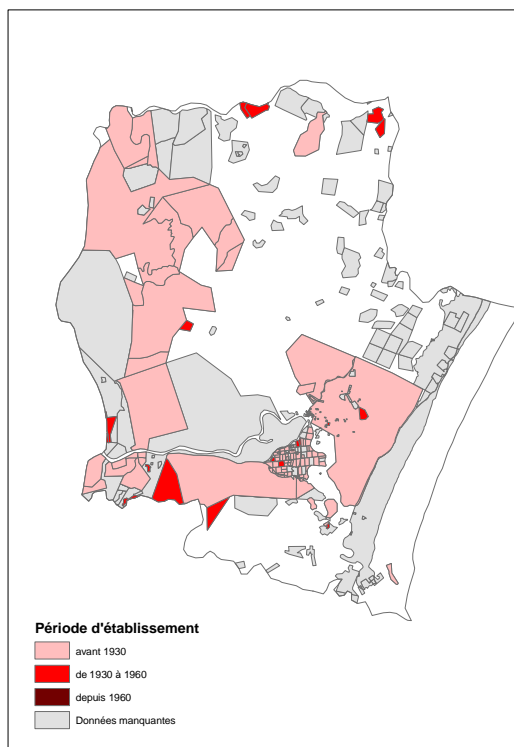 Période d'établissement
avant 1930
de 1930 à 1960
depuis 1960
Données manquantes